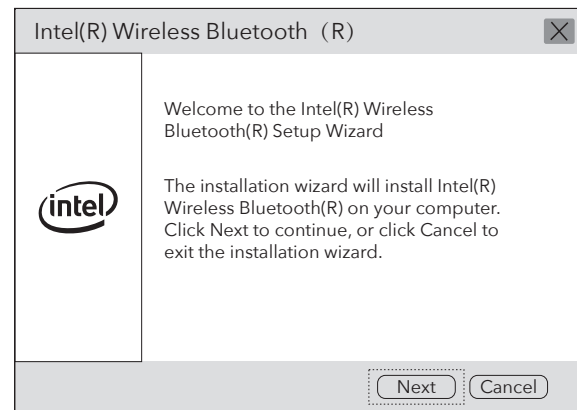 Intel(R) Wireless Bluetooth（R）
Welcome to the Intel(R) Wireless
Bluetooth(R) Setup Wizard
intel
The installation wizard will install Intel(R)
Wireless Bluetooth(R) on your computer.
Click Next to continue, or click Cancel to
exit the installation wizard.
Next
Cancel